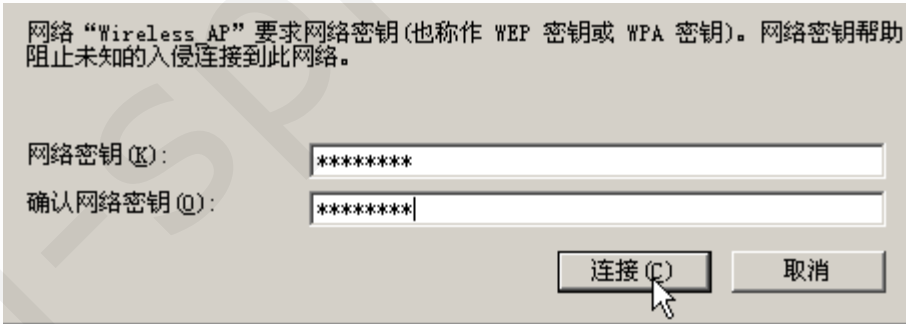 网络“Wireless AP”要求网络密钥(也称作 WEP 密钥或 WPA 密钥)。网络密钥帮助
阻止未知的入侵连接到此网络。
网络密钥(K): ********
确认网络密钥(O): ********
连接(C) 取消